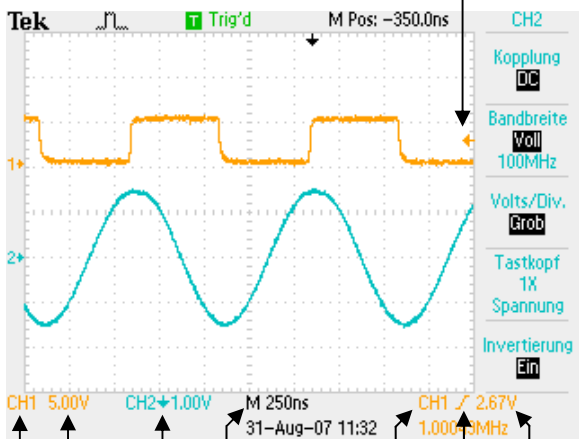 Tek T Trig'd M Pos: -350.0ns CH2
Kopplung
DC
Bandbreite
Voll
100MHz
Volts/Div.
Grob
Tastkopf
1X
Spannung
Invertierung
Ein
1
2
CH1 5.00V CH2 1.00V M 250ns CH1 2.67V
31-Aug-07 11:32